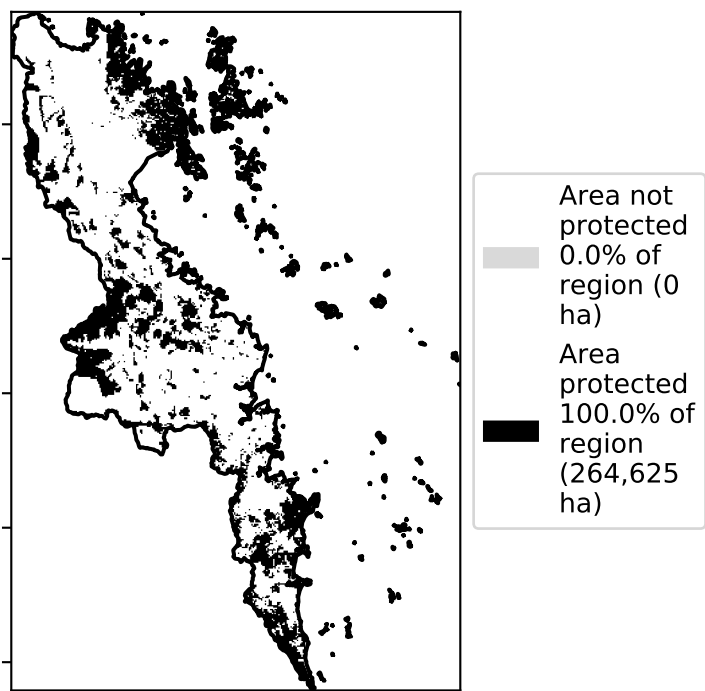 Area not
protected
0.0% of
region (0
ha)
Area
protected
100.0% of
region
(264,625
ha)